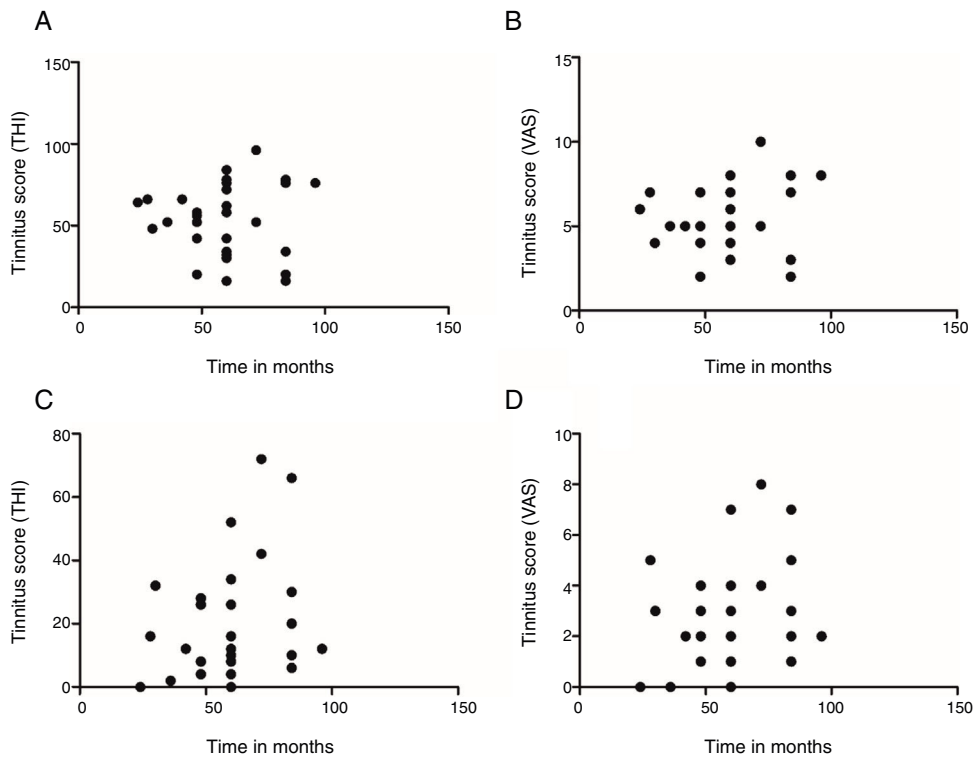 A
B
150
100
50
0
Tinnitus score (THI)
0 50 100 150
Time in months
15
10
5
0
Tinnitus score (VAS)
0 50 100 150
Time in months
C
D
80
60
40
20
0
Tinnitus score (THI)
0 50 100 150
Time in months
10
8
6
4
2
0
Tinnitus score (VAS)
0 50 100 150
Time in months